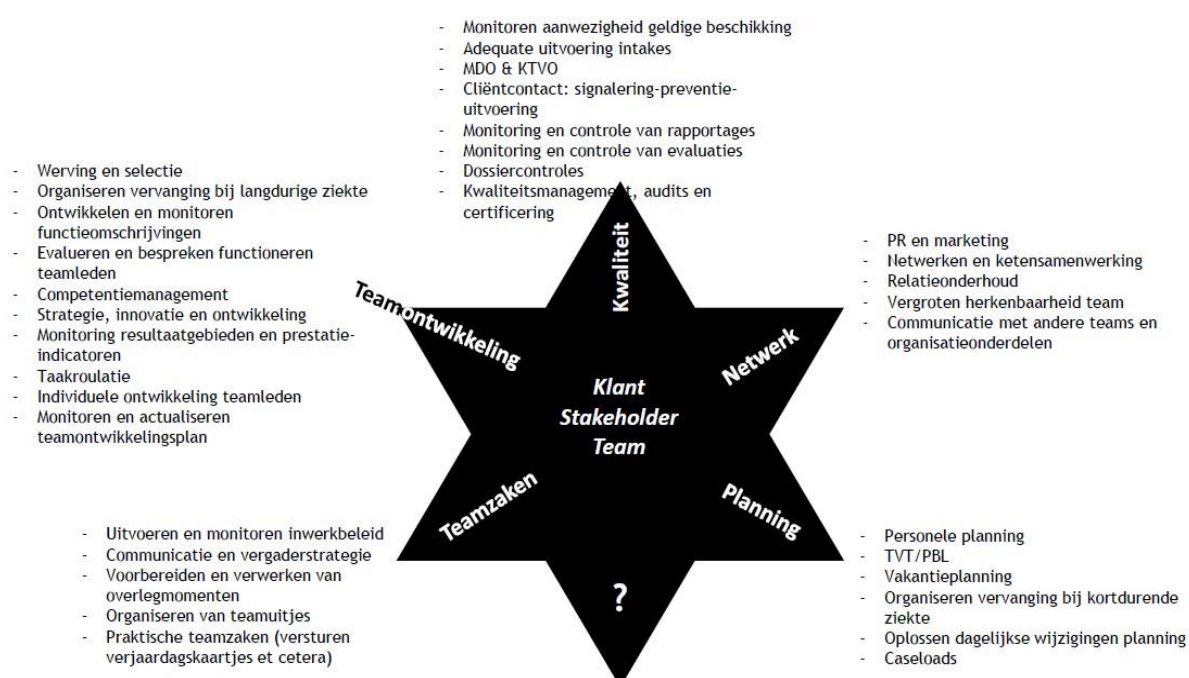 - Monitoren aanwezigheid geldige beschikking
- Adequate uitvoering intakes
- MDO & KTVO
- Cliëntcontact: signalering-preventie-
uitvoering
- Monitoring en controle van rapportages
- Monitoring en controle van evaluaties
- Dossiercontroles
- Kwaliteitsmanagement, audits en
certificering
- Werving en selectie
- Organiseren vervanging bij langdurige ziekte
- Ontwikkelen en monitoren
functieomschrijvingen
- Evalueren en bespreken functioneren
teamleden
- Competentiemanagement
- Strategie, innovatie en ontwikkeling
- Monitoring resultaatgebieden en prestatie-
indicatoren
- Taakroulatie
- Individuele ontwikkeling teamleden
- Monitoren en actualiseren
teamontwikkelingsplan
- PR en marketing
- Netwerken en ketensamenwerking
- Relatieonderhoud
- Vergroten herkenbaarheid team
- Communicatie met andere teams en
organisatieonderdelen
Kwaliteit
Teamontwikkeling
Netwerk
Klant
Stakeholder
Team
Teamzaken
Planning
?
- Uitvoeren en monitoren inwerkbeleid
- Communicatie en vergaderstrategie
- Voorbereiden en verwerken van
overlegmomenten
- Organiseren van teamuitjes
- Praktische teamzaken (versturen
verjaardagskaartjes et cetera)
- Personele planning
- TVT/PBL
- Vakantieplanning
- Organiseren vervanging bij kortdurende
ziekte
- Oplossen dagelijkse wijzigingen planning
- Caseloads